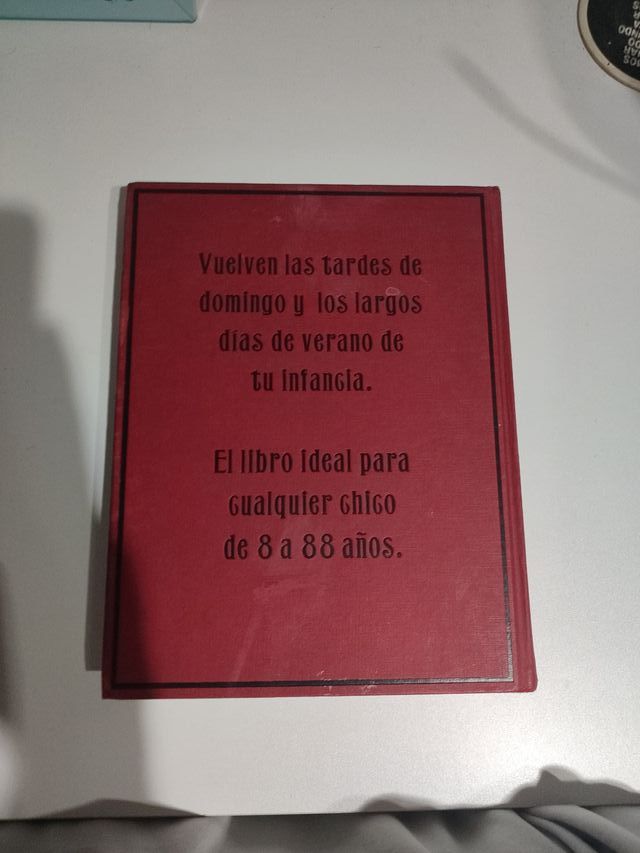 Vuelven las tardes de
domingo y los largos
días de verano de
tu infancia.
El libro ideal para
cualquier chico
de 8 a 88 años.